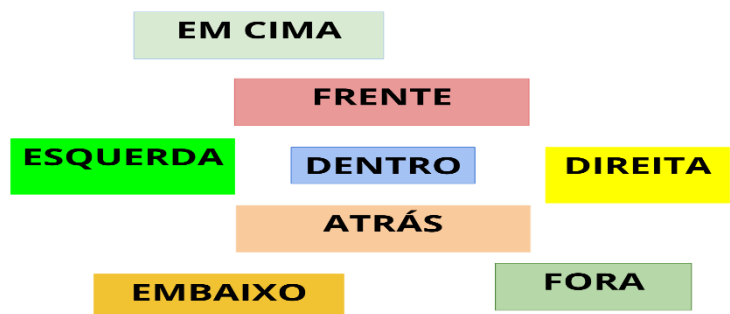 EM CIMA
FRENTE
ESQUERDA
DENTRO
DIREITA
ATRÁS
EMBAIXO
FORA